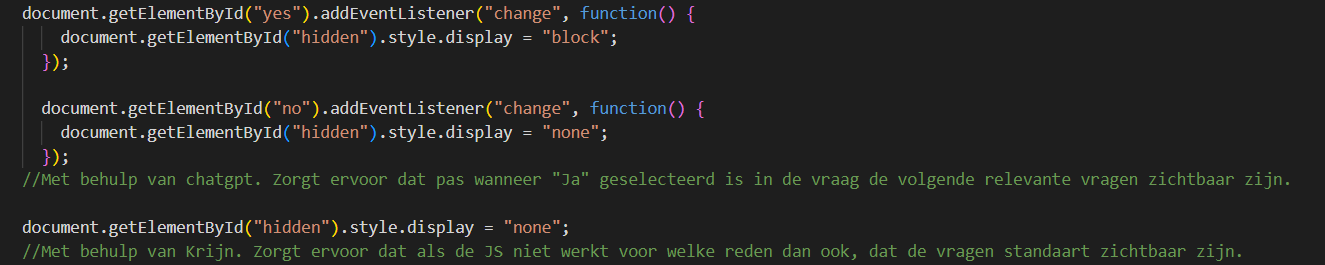 document.getElementById("yes").addEventListener("change", function() {
document.getElementById("hidden").style.display = "block";
});
document.getElementById("no").addEventListener("change", function() {
document.getElementById("hidden").style.display = "none";
});
//Met behulp van chatgpt. Zorgt ervoor dat pas wanneer "Ja" geselecteerd is in de vraag de volgende relevante vragen zichtbaar zijn.
document.getElementById("hidden").style.display = "none";
//Met behulp van Krijn. Zorgt ervoor dat als de JS niet werkt voor welke reden dan ook, dat de vragen standaart zichtbaar zijn.